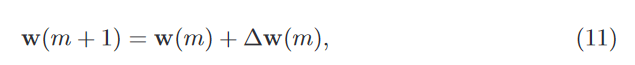 w(m + 1) = w(m) + Δw(m), (11)